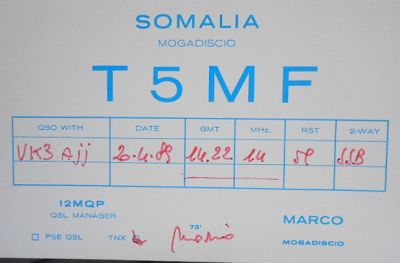 SOMALIA
MOGADISCIO
T5MF
QSO WITH DATE GMT MHz. RST 2-WAY
VK3 Ajj 20.4.89 14.22 14 59 SSB
I2MQP
QSL MANAGER
PSE QSL TNX 73'
MARCO
MOGADISCIO